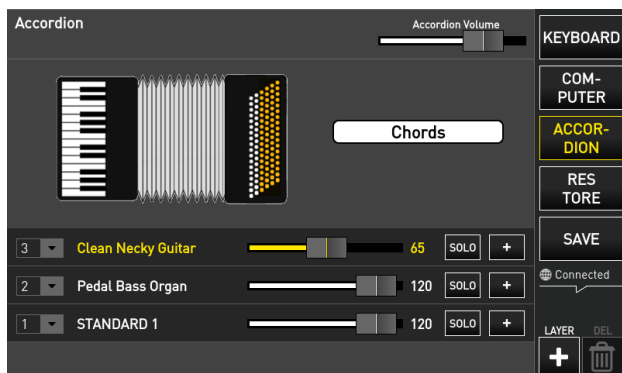 Accordion
Accordion Volume
KEYBOARD
COM-
PUTER
Chords
ACCOR-
DION
RES
TORE
3 Clean Necky Guitar 65 SOLO +
SAVE
2 Pedal Bass Organ 120 SOLO +
Connected
1 STANDARD 1 120 SOLO +
LAYER DEL
+